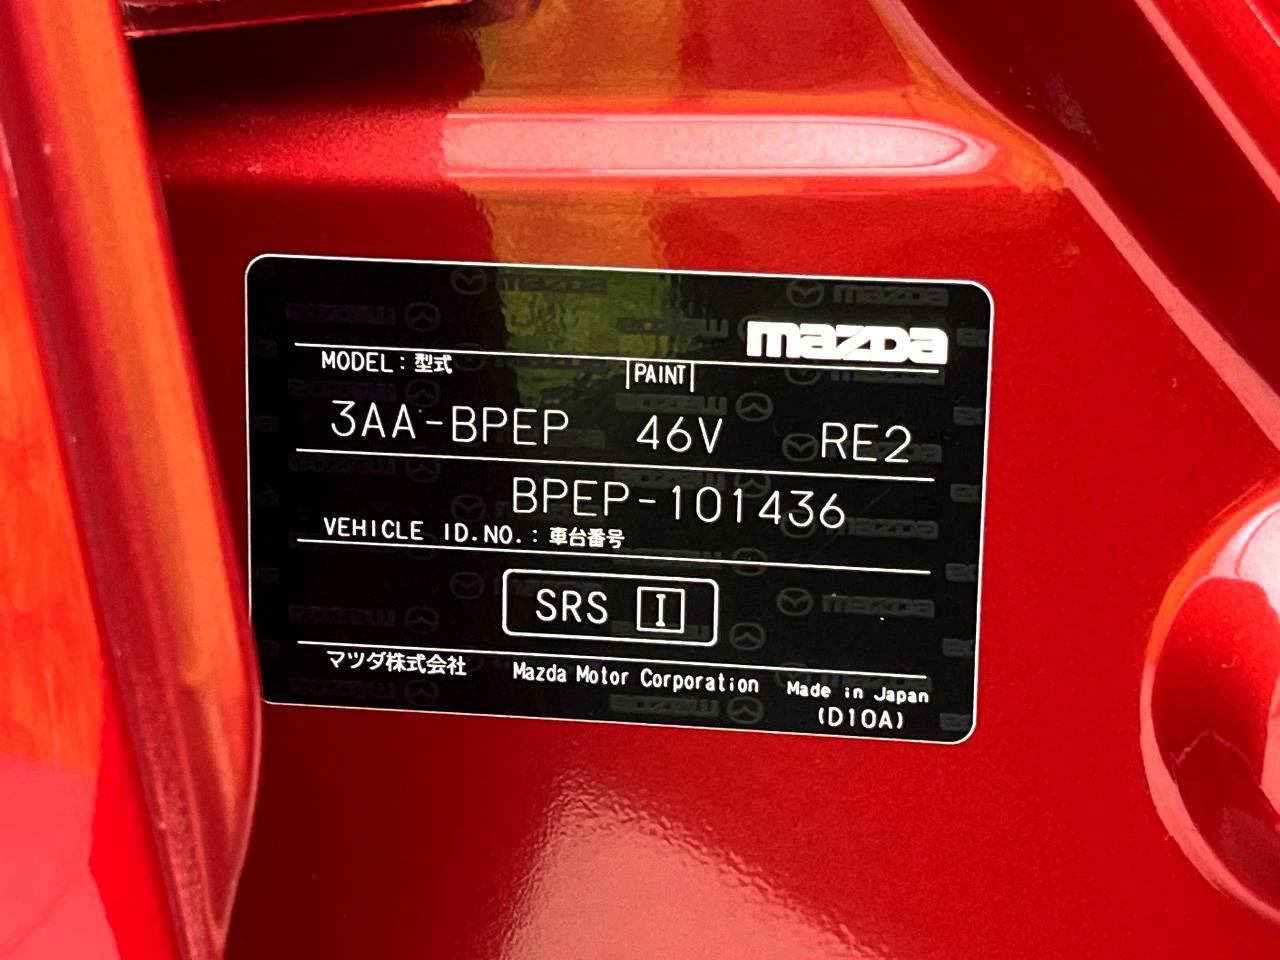 mazda
MODEL : 型式 PAINT
3AA-BPEP 46V RE2
BPEP-101436
VEHICLE ID.NO. : 車台番号
SRS I
マツダ株式会社 Mazda Motor Corporation Made in Japan
(D10A)